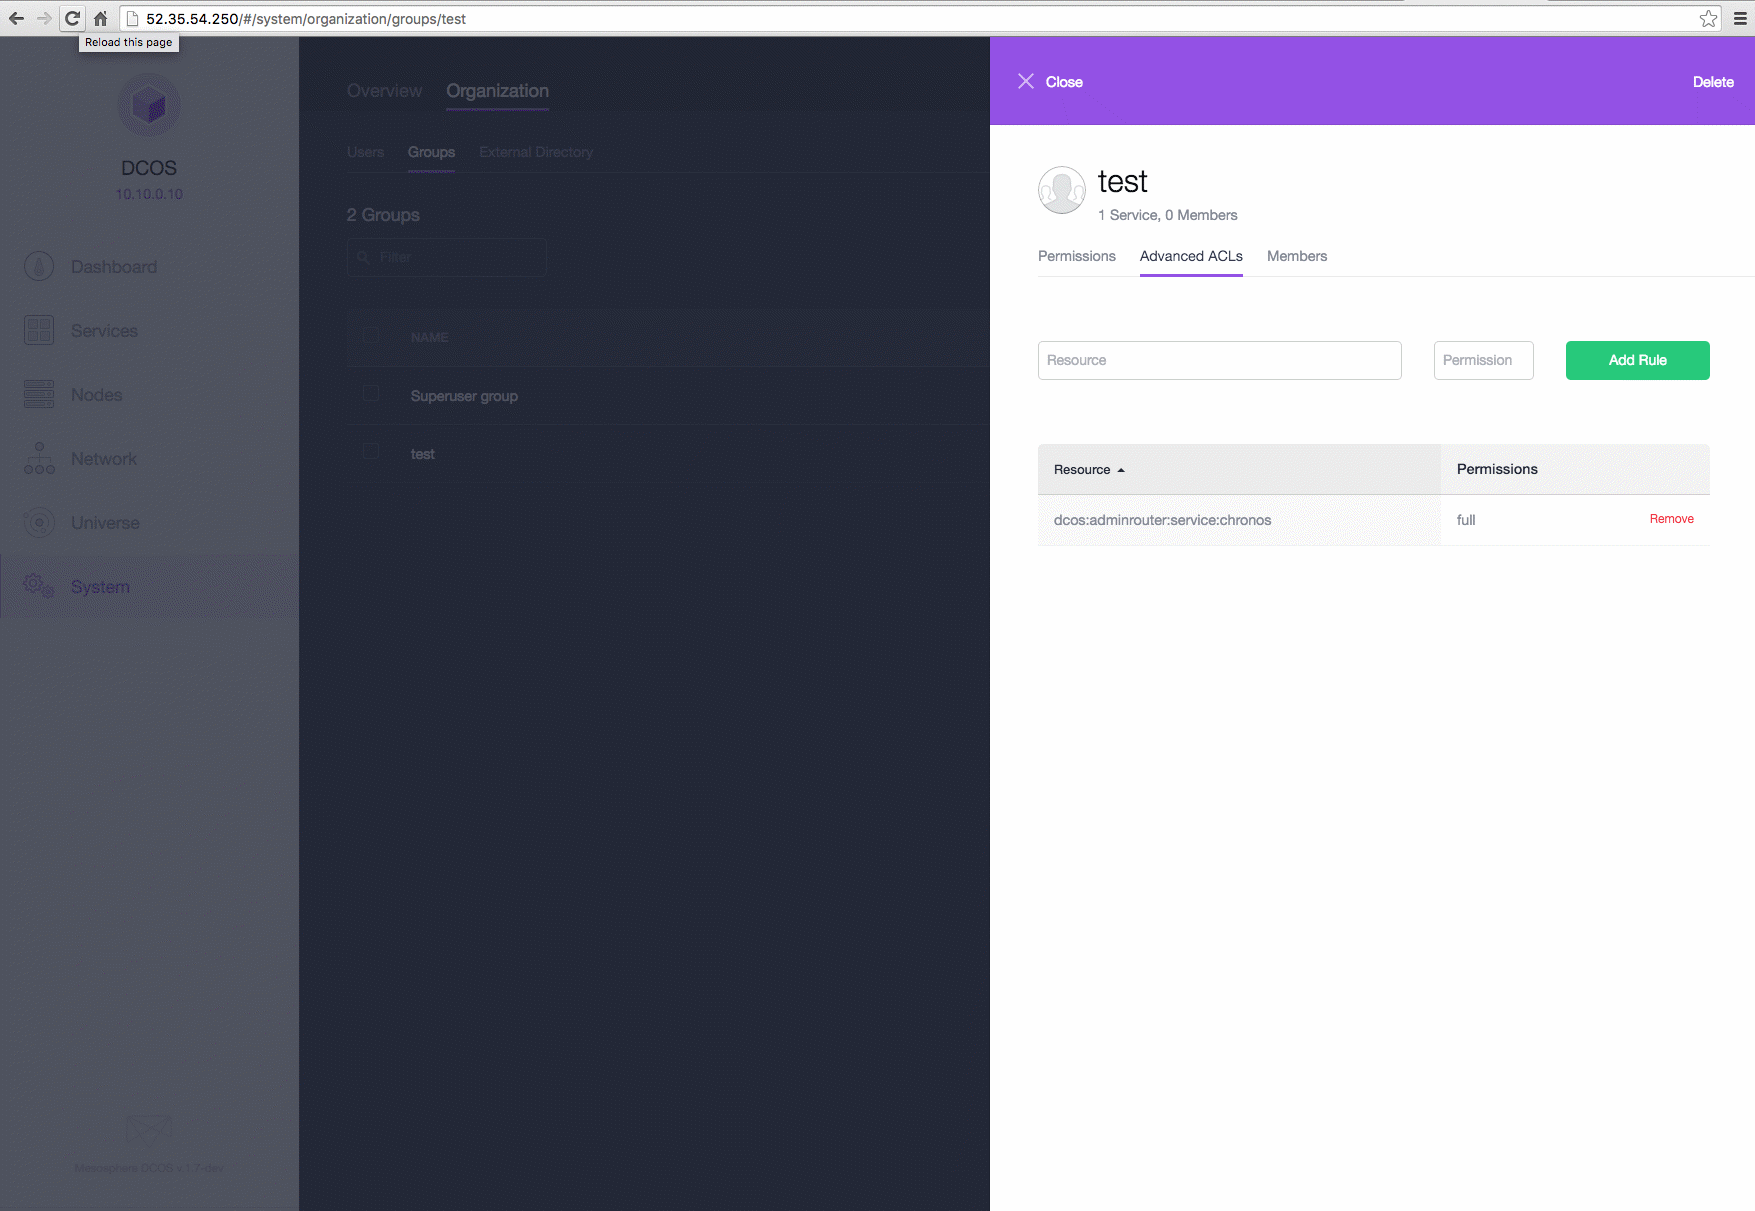 52.35.54.250/#/system/organization/groups/test
Reload this page
DCOS
10.10.0.10
Dashboard
Services
Nodes
Network
Universe
System
Mesosphere DCOS v.1.7-dev
Overview Organization
Users Groups External Directory
2 Groups
Filter
NAME
Superuser group
test
Close Delete
test
1 Service, 0 Members
Permissions Advanced ACLs Members
Resource Permission Add Rule
Resource Permissions
dcos:adminrouter:service:chronos full Remove